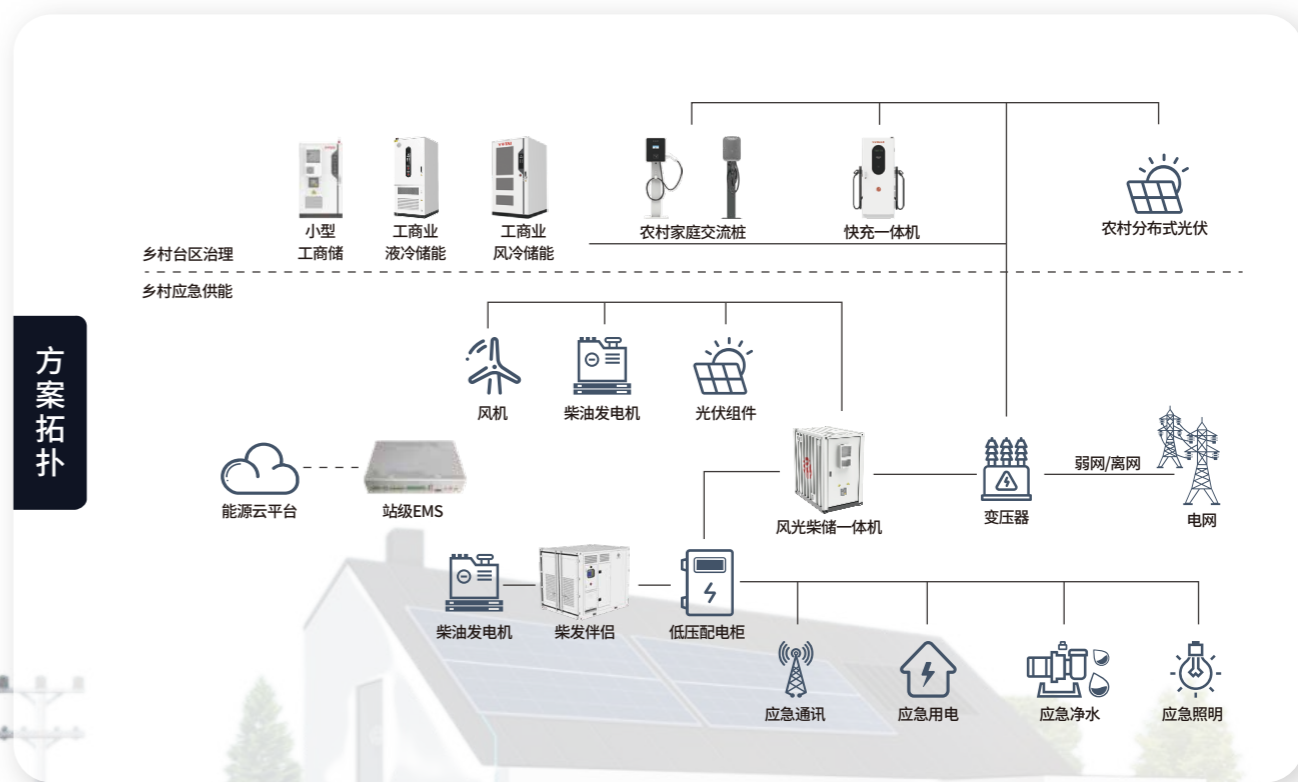 小型
工商储
工商业
液冷储能
工商业
风冷储能
农村家庭交流桩
快充一体机
农村分布式光伏
乡村台区治理
乡村应急供能
方案拓扑
风机
柴油发电机
光伏组件
能源云平台
站级EMS
风光柴储一体机
变压器
弱网/离网
电网
柴油发电机
柴发伴侣
低压配电柜
应急通讯
应急用电
应急净水
应急照明